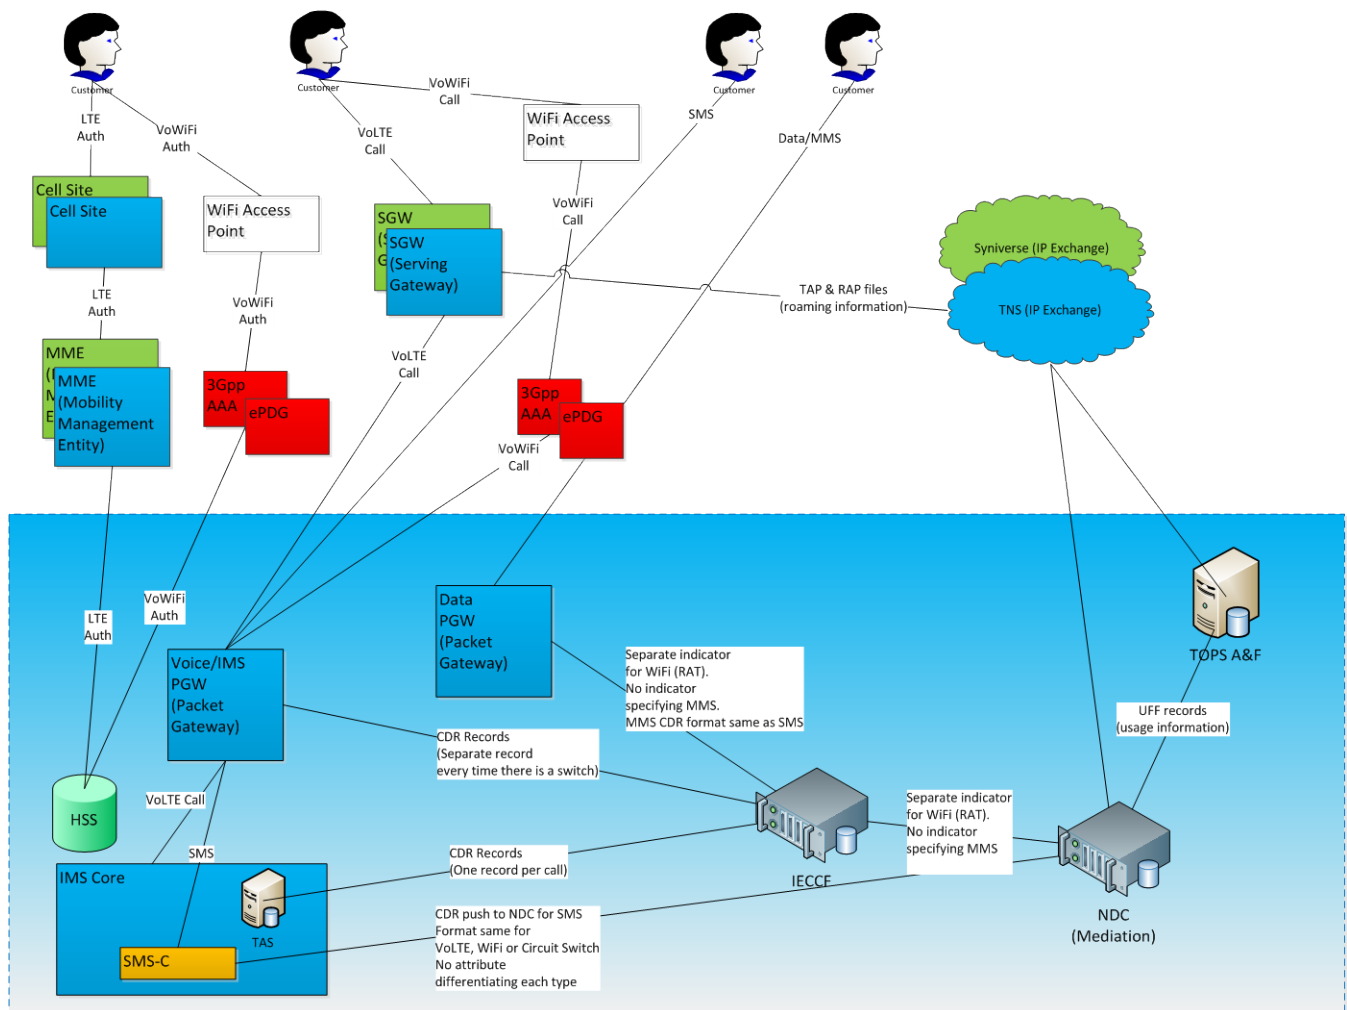 Customer
Customer
Customer
Customer
LTE
Auth
VoWiFi
Auth
VoLTE
Call
VoWiFi
Call
WiFi Access
Point
SMS
Data/MMS
Cell Site
Cell Site
WiFi Access
Point
SGW
(S
G
SGW
(Serving
Gateway)
VoWiFi
Call
Syniverse (IP Exchange)
TNS (IP Exchange)
TAP & RAP files
(roaming information)
LTE
Auth
VoWiFi
Auth
MME
(
M
E
MME
(Mobility
Management
Entity)
3Gpp
AAA
ePDG
VoLTE
Call
3Gpp
AAA
ePDG
VoWiFi
Call
LTE
Auth
VoWiFi
Auth
Voice/IMS
PGW
(Packet
Gateway)
Data
PGW
(Packet
Gateway)
Separate indicator
for WiFi (RAT).
No indicator
specifying MMS.
MMS CDR format same as SMS
TOPS A&F
UFF records
(usage information)
CDR Records
(Separate record
every time there is a switch)
HSS
VoLTE Call
SMS
IECCF
Separate indicator
for WiFi (RAT).
No indicator
specifying MMS
NDC
(Mediation)
IMS Core
TAS
SMS-C
CDR Records
(One record per call)
CDR push to NDC for SMS
Format same for
VoLTE, WiFi or Circuit Switch
No attribute
differentiating each type